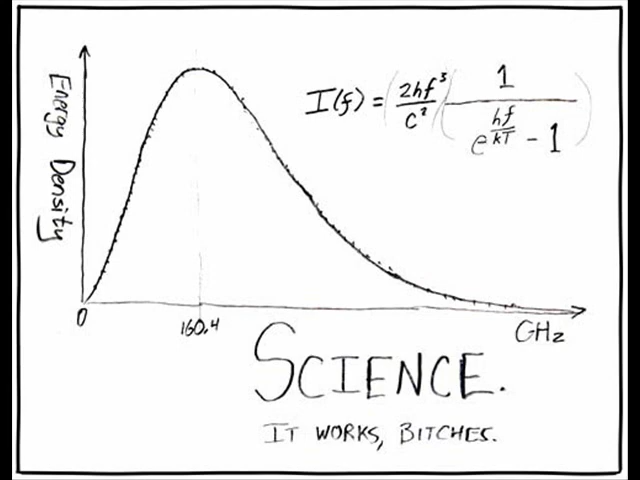 Energy Density
I(f) = (2hf³/c²)(1/(e^(hf/kT) - 1))
0
160.4
GHz
SCIENCE.
IT WORKS, BITCHES.